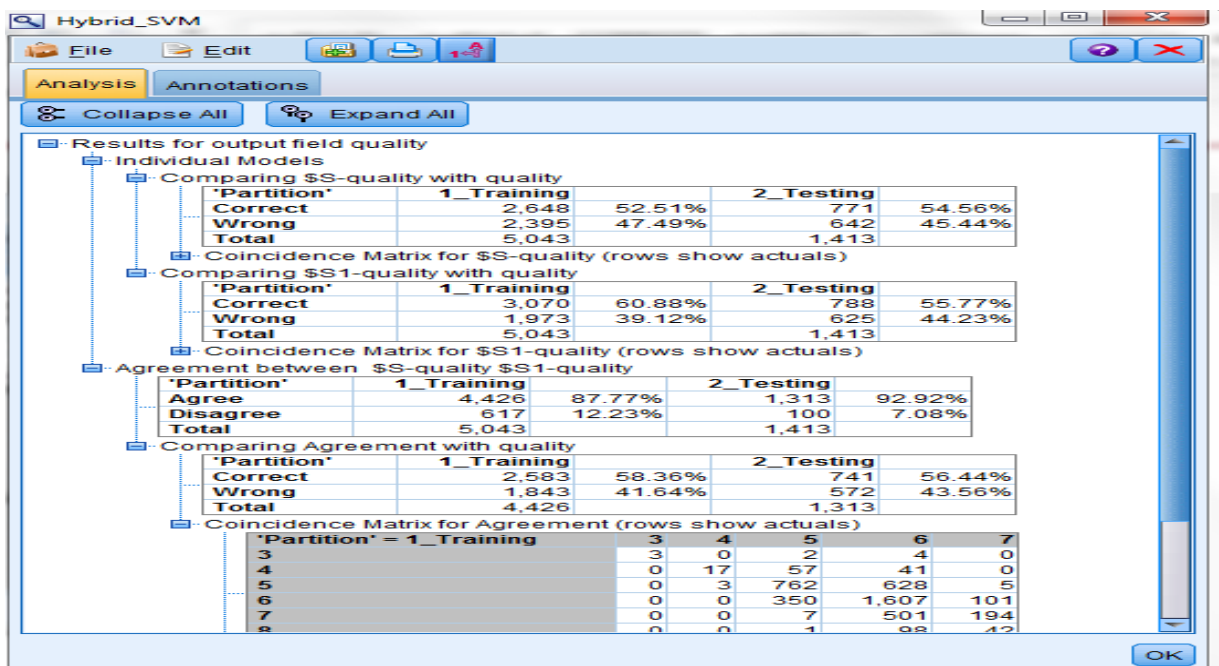 Hybrid_SVM
File Edit
Analysis Annotations
Collapse All Expand All
Results for output field quality
Individual Models
Comparing $S-quality with quality
'Partition' 1_Training 2_Testing
Correct 2,648 52.51% 771 54.56%
Wrong 2,395 47.49% 642 45.44%
Total 5,043 1,413
Coincidence Matrix for $S-quality (rows show actuals)
Comparing $S1-quality with quality
'Partition' 1_Training 2_Testing
Correct 3,070 60.88% 788 55.77%
Wrong 1,973 39.12% 625 44.23%
Total 5,043 1,413
Coincidence Matrix for $S1-quality (rows show actuals)
Agreement between $S-quality $S1-quality
'Partition' 1_Training 2_Testing
Agree 4,426 87.77% 1,313 92.92%
Disagree 617 12.23% 100 7.08%
Total 5,043 1,413
Comparing Agreement with quality
'Partition' 1_Training 2_Testing
Correct 2,583 58.36% 741 56.44%
Wrong 1,843 41.64% 572 43.56%
Total 4,426 1,313
Coincidence Matrix for Agreement (rows show actuals)
'Partition' = 1_Training 3 4 5 6 7
3 3 0 2 4 0
4 0 17 57 41 0
5 0 3 762 628 5
6 0 0 350 1,607 101
7 0 0 7 501 194
8 0 0 1 98 42
OK